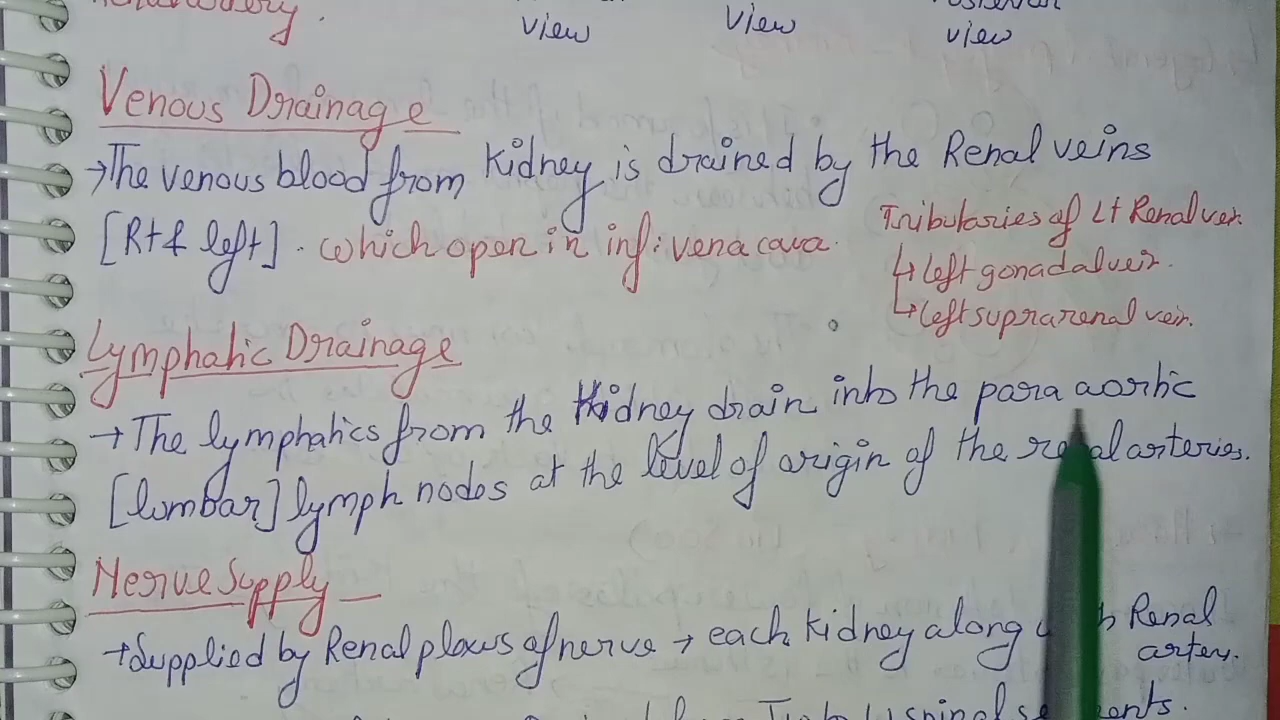 view
View
view
Venous Drainage
→The venous blood from Kidney is drained by the Renal veins
[Rt & left]. which open in inf: vena cava.
Tributaries of Lt Renal vein.
↳ left gonadal vein.
↳ left suprarenal vein.
Lymphatic Drainage
→ The lymphatics from the Kidney drain into the para aortic
[lumbar] lymph nodes at the level of origin of the renal arteries.
Nerve Supply
→ Supplied by Renal plexus of nerve → each kidney along Renal
artery.
spinal